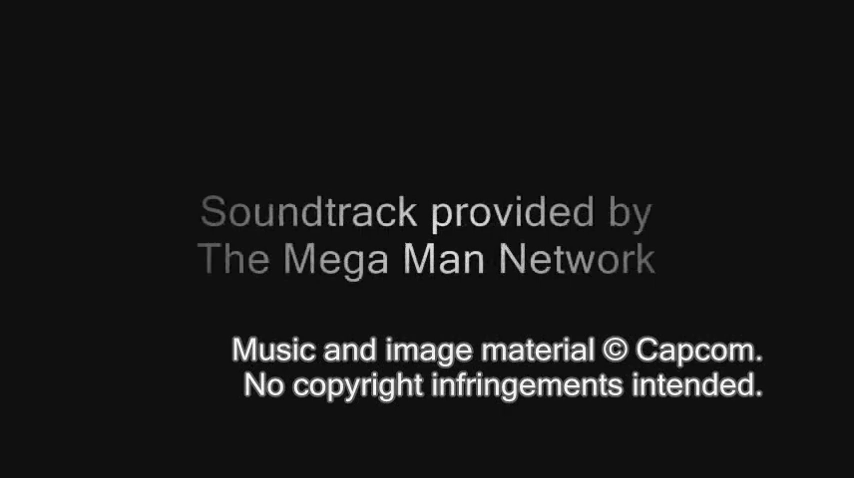 Soundtrack provided by
The Mega Man Network
Music and image material © Capcom.
No copyright infringements intended.